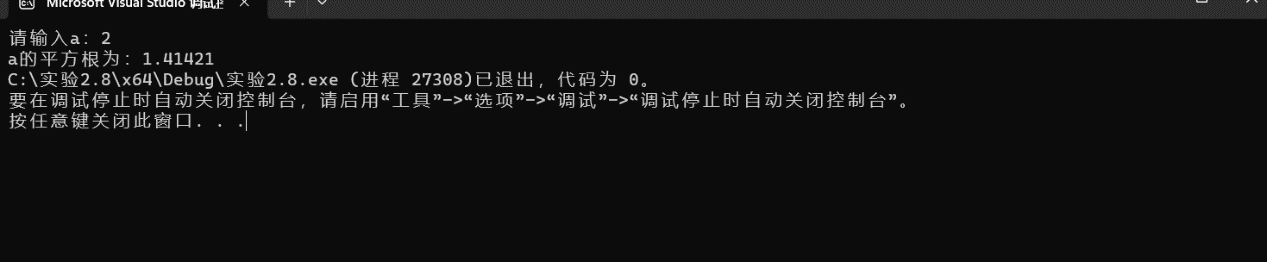 Microsoft Visual Studio 调试
请输入a: 2
a的平方根为: 1.41421
C:\实验2.8\x64\Debug\实验2.8.exe (进程 27308)已退出，代码为 0。
要在调试停止时自动关闭控制台，请启用“工具”->“选项”->“调试”->“调试停止时自动关闭控制台”。
按任意键关闭此窗口. . .